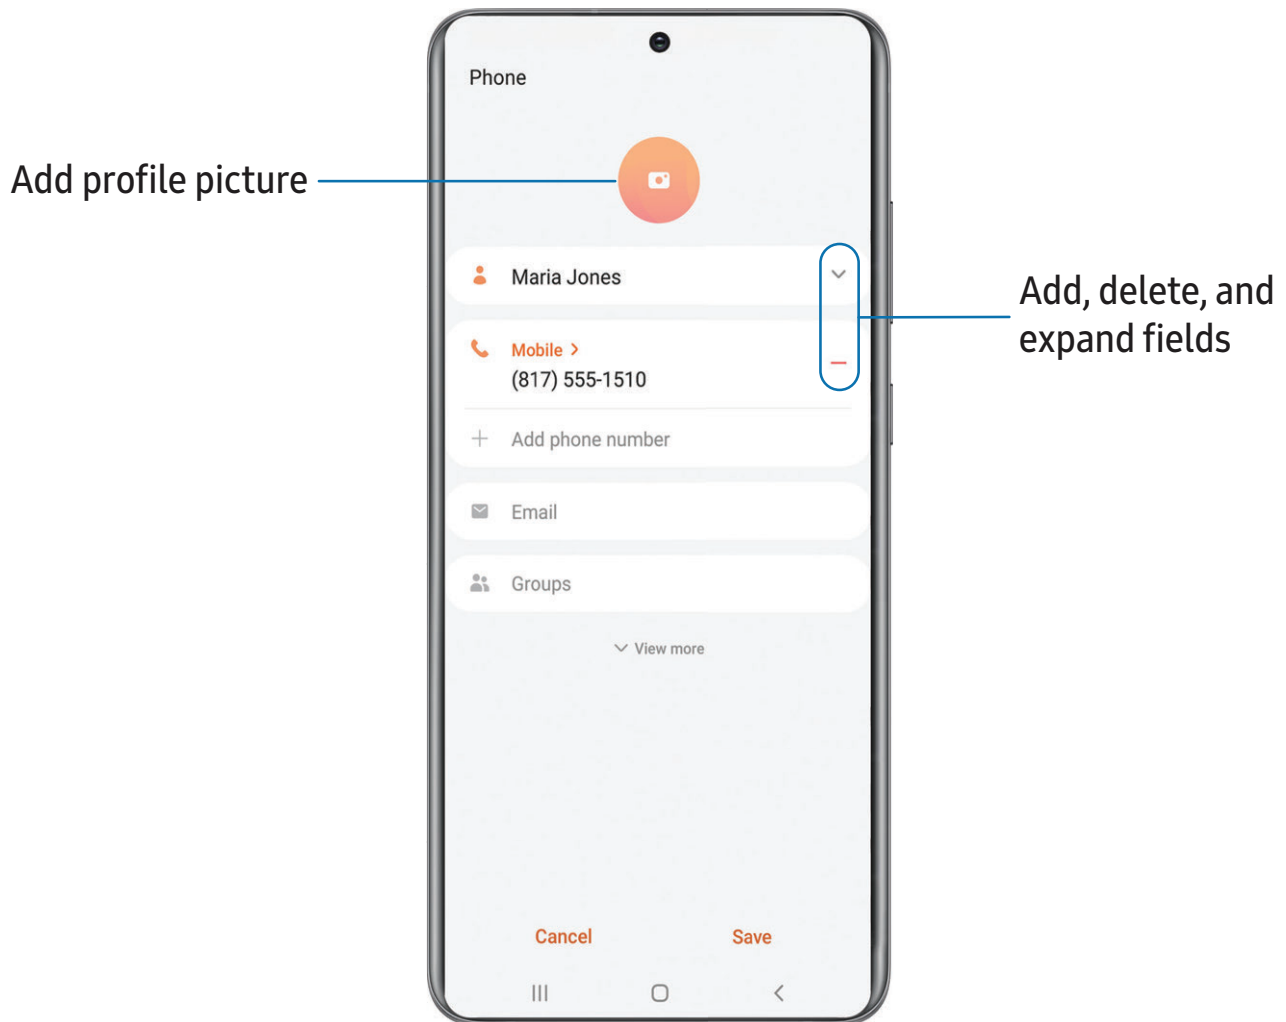 Phone
Add profile picture
Maria Jones
Add, delete, and
expand fields
Mobile >
(817) 555-1510
Add phone number
Email
Groups
View more
Cancel
Save